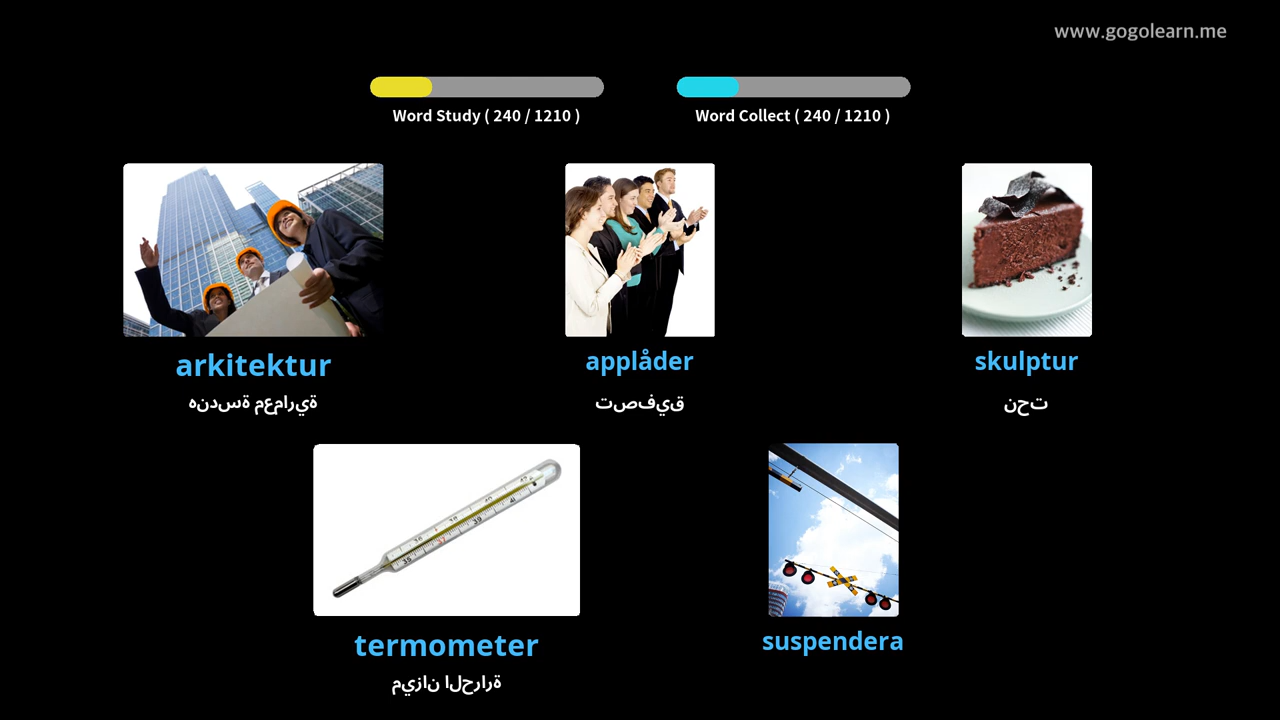 www.gogolearn.me
Word Study ( 240 / 1210 )
Word Collect ( 240 / 1210 )
arkitektur
هندسة معمارية
applåder
تصفيق
skulptur
نحت
termometer
ميزان الحرارة
suspendera